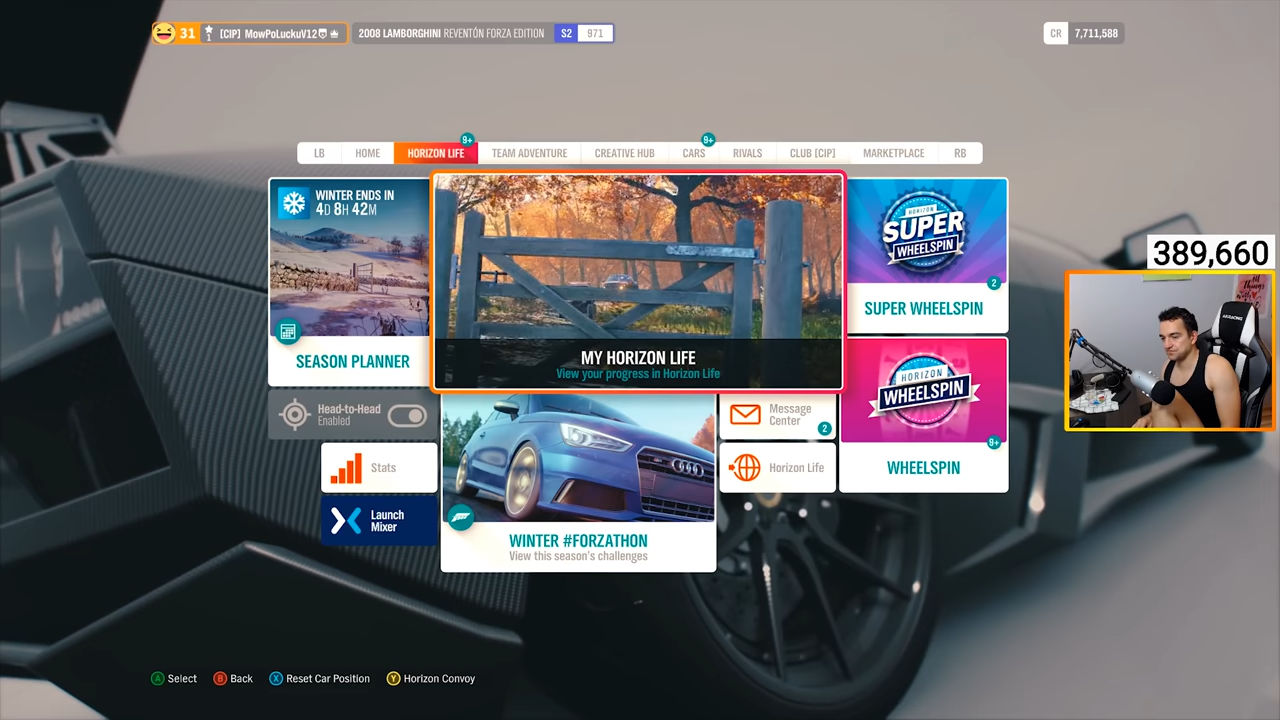 31 [CIP] MowPoLuckuV12
2008 LAMBORGHINI REVENTÓN FORZA EDITION S2 971
CR 7,711,588
9+
9+
LB HOME HORIZON LIFE TEAM ADVENTURE CREATIVE HUB CARS RIVALS CLUB [CIP] MARKETPLACE RB
WINTER ENDS IN
4D 8H 42M
SEASON PLANNER
MY HORIZON LIFE
View your progress in Horizon Life
HORIZON
SUPER
WHEELSPIN
2
SUPER WHEELSPIN
389,660
HORIZON
WHEELSPIN
9+
WHEELSPIN
Head-to-Head
Enabled
Stats
Launch
Mixer
WINTER #FORZATHON
View this season's challenges
Message
Center
2
Horizon Life
A Select B Back X Reset Car Position Y Horizon Convoy